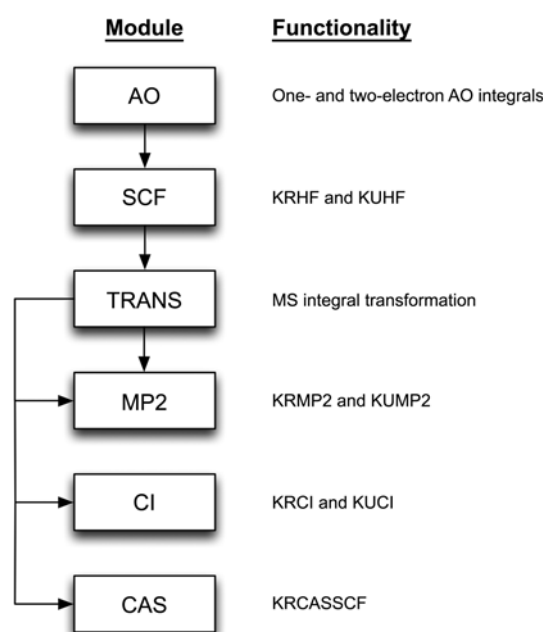 Module Functionality
AO One- and two-electron AO integrals
SCF KRHF and KUHF
TRANS MS integral transformation
MP2 KRMP2 and KUMP2
CI KRCI and KUCI
CAS KRCASSCF